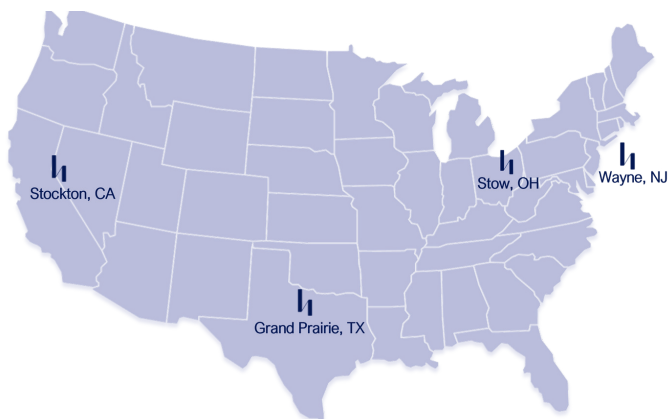 Stockton, CA
Stow, OH
Wayne, NJ
Grand Prairie, TX